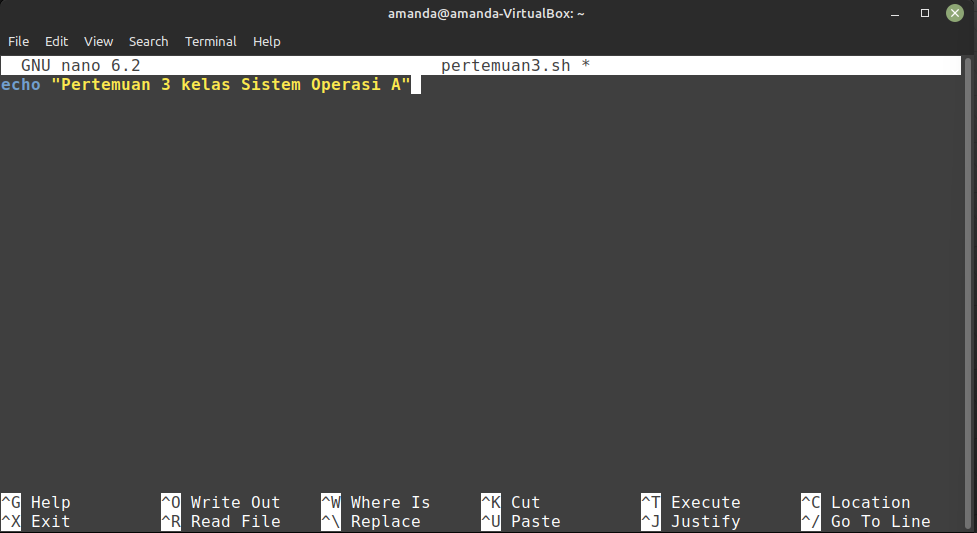 amanda@amanda-VirtualBox: ~
File Edit View Search Terminal Help
GNU nano 6.2 pertemuan3.sh *
echo "Pertemuan 3 kelas Sistem Operasi A"
^G Help ^O Write Out ^W Where Is ^K Cut ^T Execute ^C Location
^X Exit ^R Read File ^\ Replace ^U Paste ^J Justify ^/ Go To Line